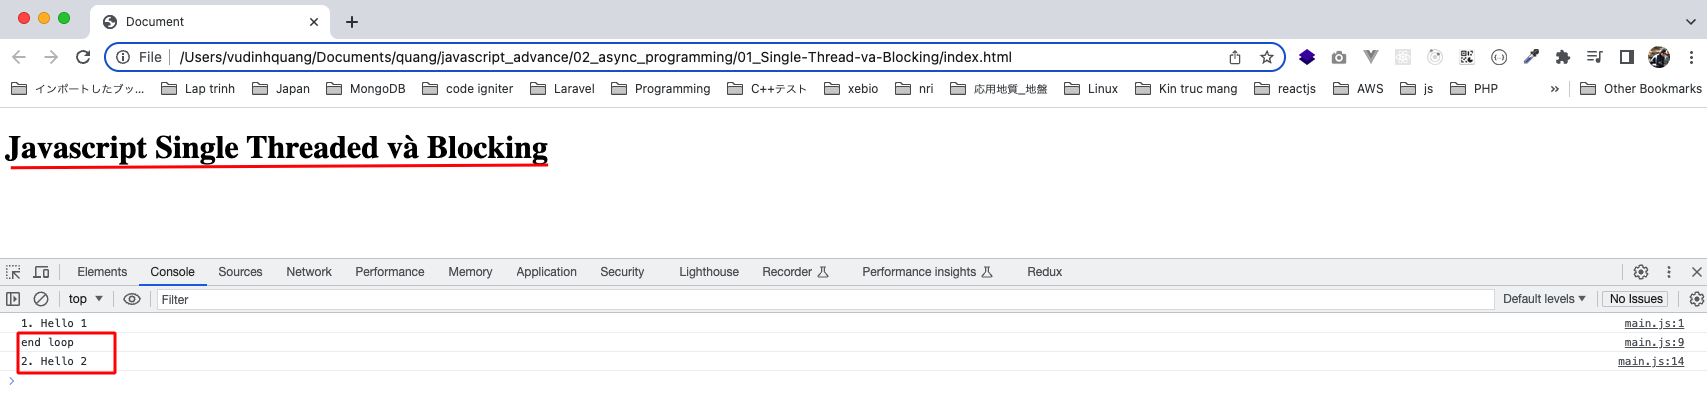 Document
File /Users/vudinhquang/Documents/quang/javascript_advance/02_async_programming/01_Single-Thread-va-Blocking/index.html
インポートしたブッ... Lap trinh Japan MongoDB code igniter Laravel Programming C++テスト xebio nri 応用地質_地盤 Linux Kin truc mang reactjs AWS js PHP » Other Bookmarks
Javascript Single Threaded và Blocking
Elements Console Sources Network Performance Memory Application Security Lighthouse Recorder Performance insights Redux
top Filter Default levels No Issues
1. Hello 1 main.js:1
end loop main.js:9
2. Hello 2 main.js:14